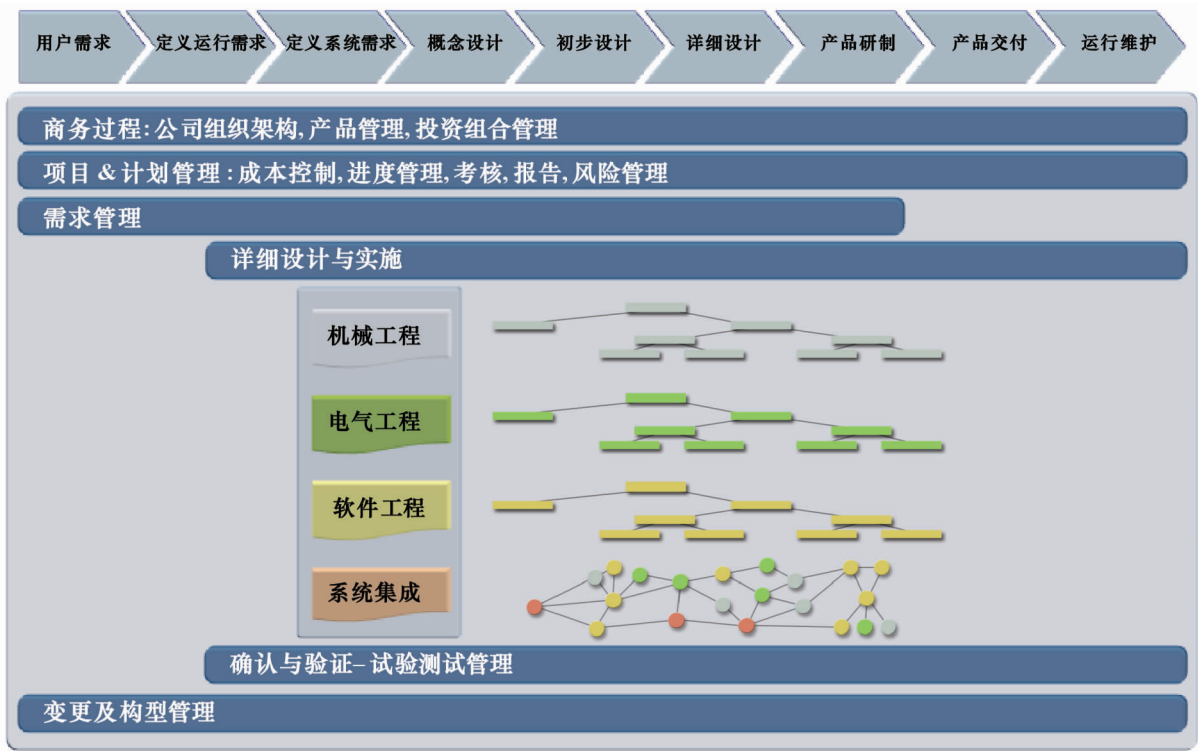 用户需求
定义运行需求
定义系统需求
概念设计
初步设计
详细设计
产品研制
产品交付
运行维护
商务过程:公司组织架构,产品管理,投资组合管理
项目&计划管理:成本控制,进度管理,考核,报告,风险管理
需求管理
详细设计与实施
机械工程
电气工程
软件工程
系统集成
确认与验证–试验测试管理
变更及构型管理